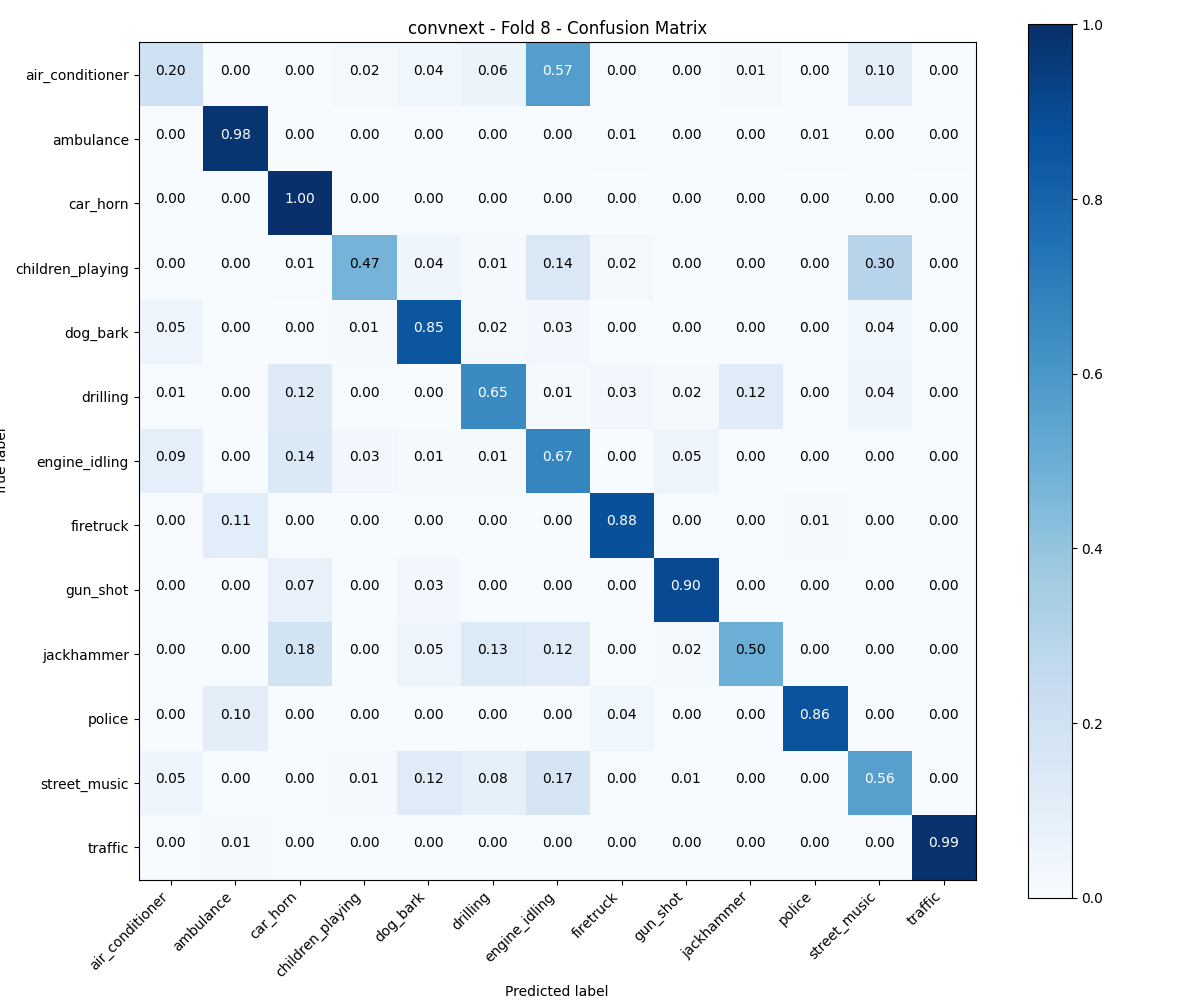 convnext - Fold 8 - Confusion Matrix
air_conditioner 0.20 0.00 0.00 0.02 0.04 0.06 0.57 0.00 0.00 0.01 0.00 0.10 0.00
ambulance 0.00 0.98 0.00 0.00 0.00 0.00 0.00 0.01 0.00 0.00 0.01 0.00 0.00
car_horn 0.00 0.00 1.00 0.00 0.00 0.00 0.00 0.00 0.00 0.00 0.00 0.00 0.00
children_playing 0.00 0.00 0.01 0.47 0.04 0.01 0.14 0.02 0.00 0.00 0.00 0.30 0.00
dog_bark 0.05 0.00 0.00 0.01 0.85 0.02 0.03 0.00 0.00 0.00 0.00 0.04 0.00
drilling 0.01 0.00 0.12 0.00 0.00 0.65 0.01 0.03 0.02 0.12 0.00 0.04 0.00
engine_idling 0.09 0.00 0.14 0.03 0.01 0.01 0.67 0.00 0.05 0.00 0.00 0.00 0.00
firetruck 0.00 0.11 0.00 0.00 0.00 0.00 0.00 0.88 0.00 0.00 0.01 0.00 0.00
gun_shot 0.00 0.00 0.07 0.00 0.03 0.00 0.00 0.00 0.90 0.00 0.00 0.00 0.00
jackhammer 0.00 0.00 0.18 0.00 0.05 0.13 0.12 0.00 0.02 0.50 0.00 0.00 0.00
police 0.00 0.10 0.00 0.00 0.00 0.00 0.00 0.04 0.00 0.00 0.86 0.00 0.00
street_music 0.05 0.00 0.00 0.01 0.12 0.08 0.17 0.00 0.01 0.00 0.00 0.56 0.00
traffic 0.00 0.01 0.00 0.00 0.00 0.00 0.00 0.00 0.00 0.00 0.00 0.00 0.99
air_conditioner ambulance car_horn children_playing dog_bark drilling engine_idling firetruck gun_shot jackhammer police street_music traffic
Predicted label
1.0
0.8
0.6
0.4
0.2
0.0